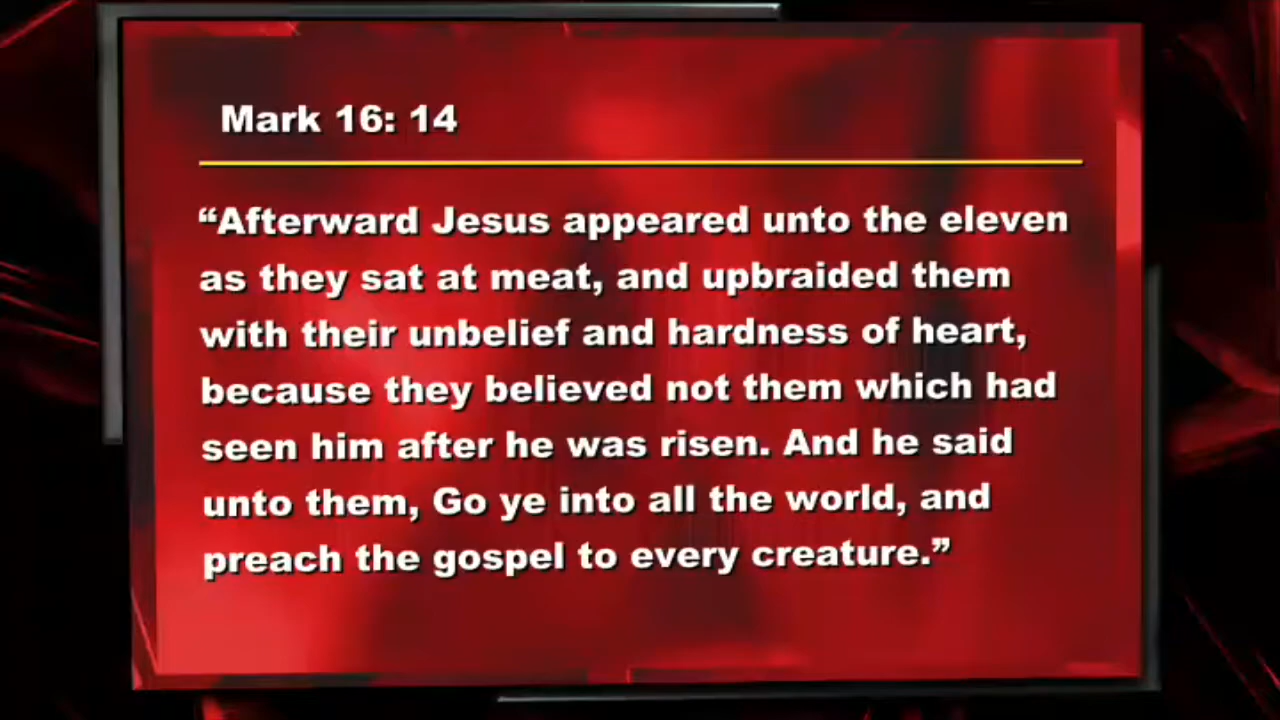 Mark 16: 14
“Afterward Jesus appeared unto the eleven
as they sat at meat, and upbraided them
with their unbelief and hardness of heart,
because they believed not them which had
seen him after he was risen. And he said
unto them, Go ye into all the world, and
preach the gospel to every creature.”